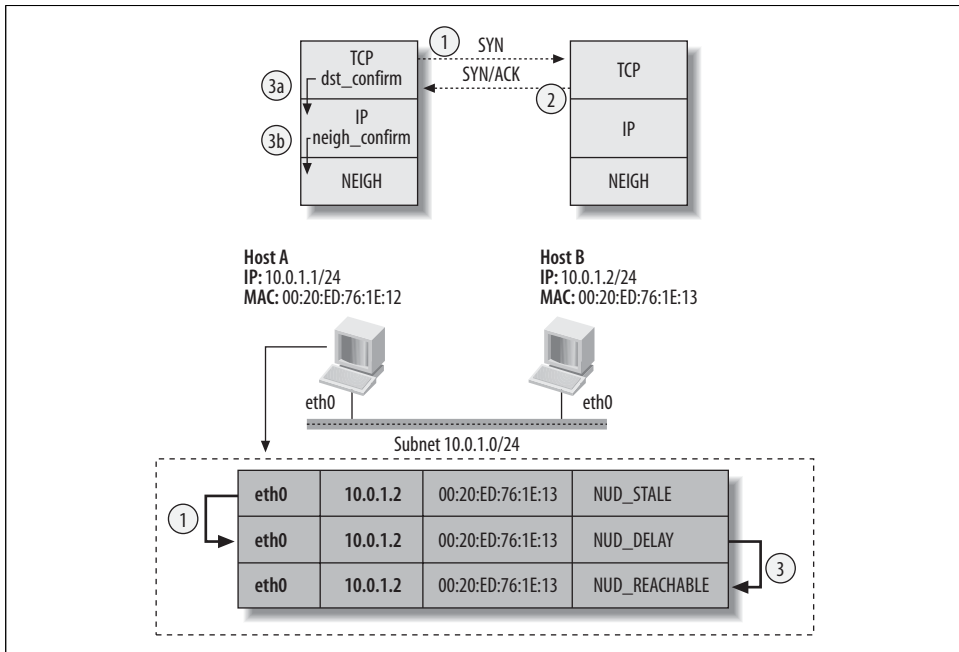 1 SYN
TCP
dst_confirm
SYN/ACK
TCP
3a
2
IP
neigh_confirm
3b
IP
NEIGH
NEIGH
Host A
IP: 10.0.1.1/24
MAC: 00:20:ED:76:1E:12
Host B
IP: 10.0.1.2/24
MAC: 00:20:ED:76:1E:13
eth0
eth0
Subnet 10.0.1.0/24
eth0 10.0.1.2 00:20:ED:76:1E:13 NUD_STALE
1
eth0 10.0.1.2 00:20:ED:76:1E:13 NUD_DELAY
3
eth0 10.0.1.2 00:20:ED:76:1E:13 NUD_REACHABLE